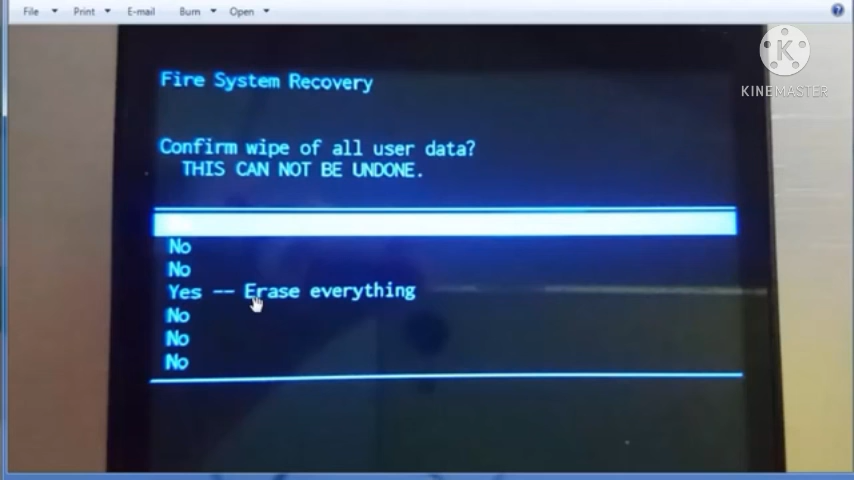 File Print E-mail Burn Open
K
KINEMASTER
Fire System Recovery
Confirm wipe of all user data?
THIS CAN NOT BE UNDONE.
No
No
Yes -- Erase everything
No
No
No